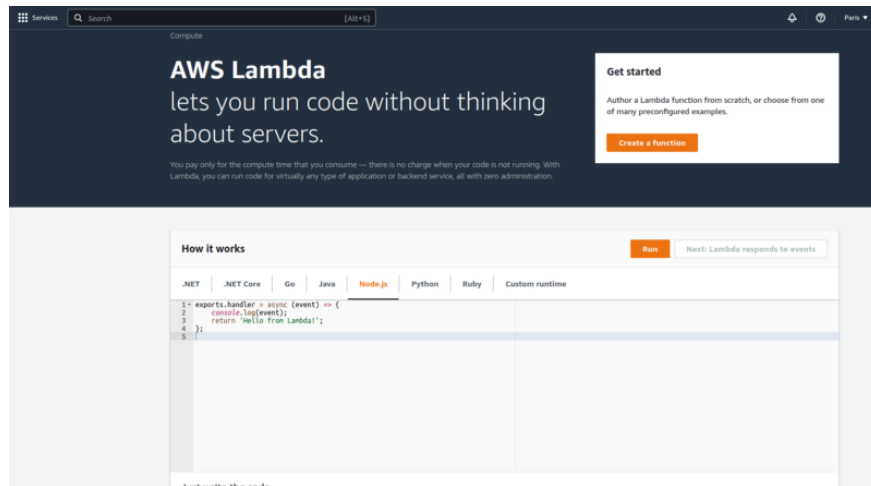 Services
Search
[Alt+S]
Paris ▼
Compute
AWS Lambda
lets you run code without thinking
about servers.
You pay only for the compute time that you consume — there is no charge when your code is not running. With
Lambda, you can run code for virtually any type of application or backend service, all with zero administration.
Get started
Author a Lambda function from scratch, or choose from one
of many preconfigured examples.
Create a function
How it works
Run
Next: Lambda responds to events
.NET
.NET Core
Go
Java
Node.js
Python
Ruby
Custom runtime
1 exports.handler = async (event) => {
2 console.log(event);
3 return 'Hello from Lambda!';
4 };
5
Just write the code